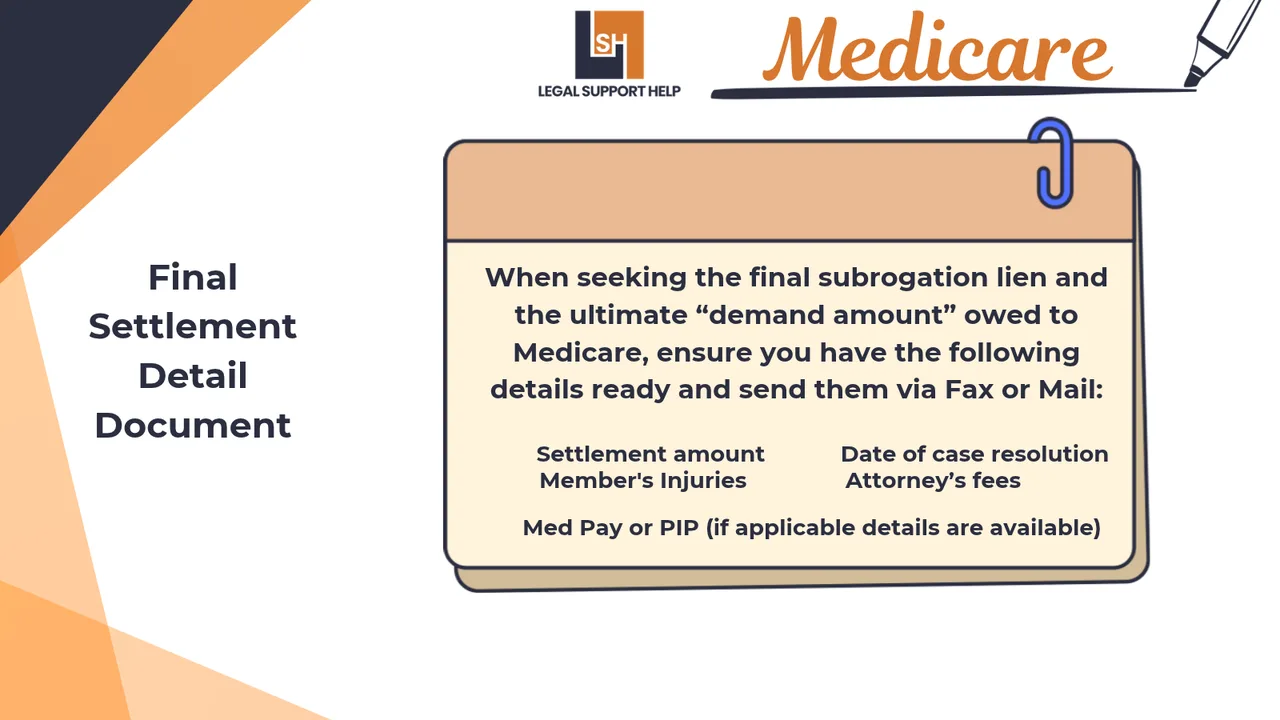 SH
LEGAL SUPPORT HELP
Medicare
Final
Settlement
Detail
Document
When seeking the final subrogation lien and
the ultimate “demand amount” owed to
Medicare, ensure you have the following
details ready and send them via Fax or Mail:
Settlement amount
Date of case resolution
Member's Injuries
Attorney’s fees
Med Pay or PIP (if applicable details are available)